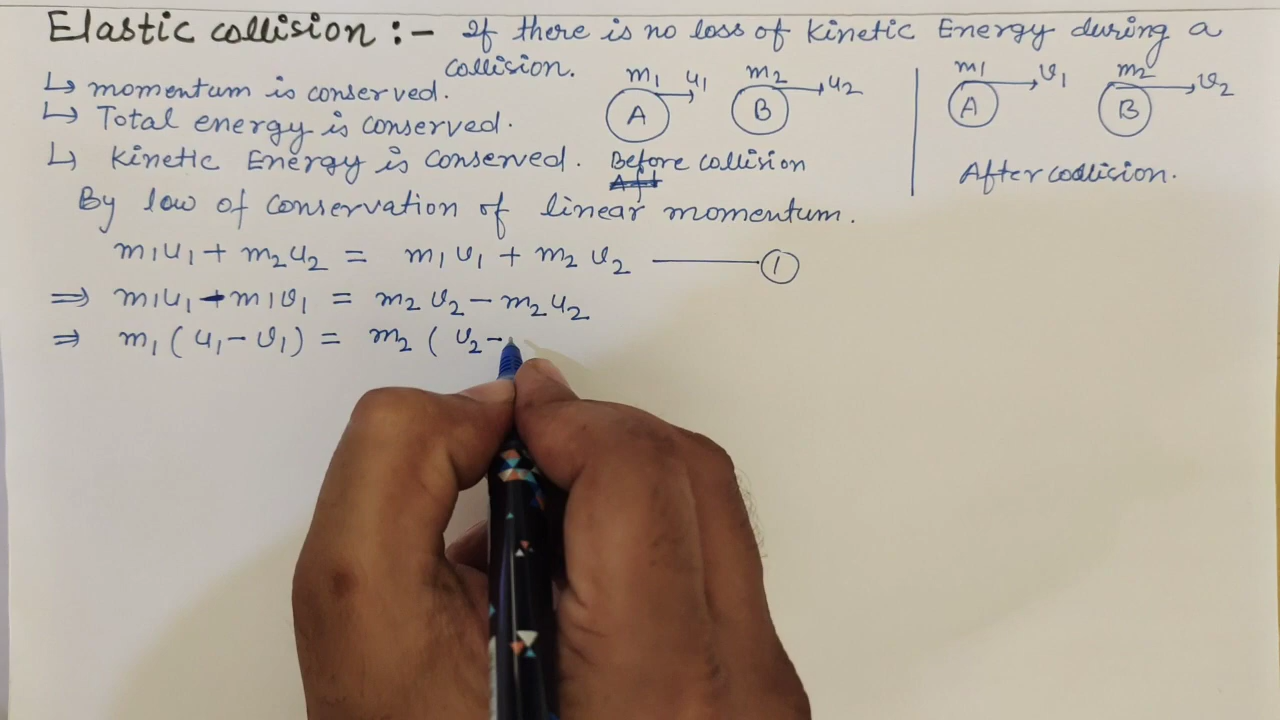 Elastic collision :- If there is no loss of Kinetic Energy during a
collision.
↳ momentum is conserved.
↳ Total energy is conserved.
↳ Kinetic Energy is conserved.
m₁ u₁ m₂ u₂
A B
Before collision
m₁ v₁ m₂ v₂
A B
After collision.
By law of conservation of linear momentum.
m₁u₁ + m₂u₂ = m₁v₁ + m₂v₂ —— ①
⇒ m₁u₁ - m₁v₁ = m₂v₂ - m₂u₂
⇒ m₁(u₁ - v₁) = m₂(v₂ -